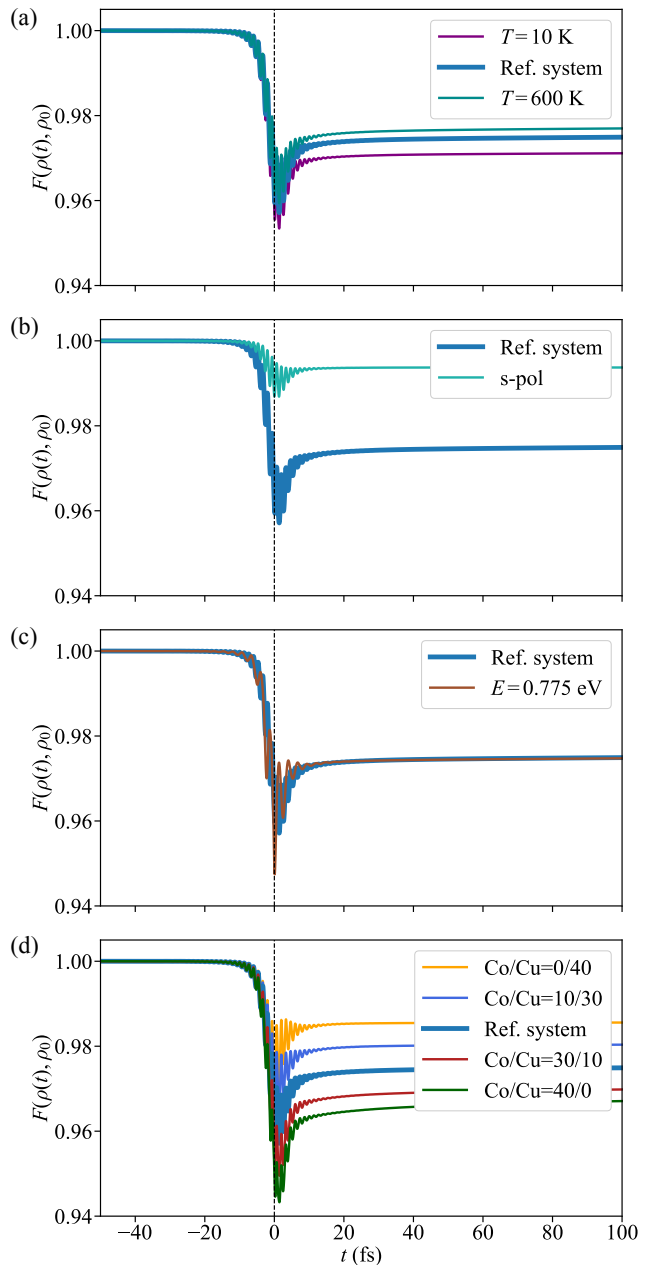 (a)
1.00
0.98
0.96
0.94
F(ρ(t), ρ₀)
T = 10 K
Ref. system
T = 600 K
(b)
1.00
0.98
0.96
0.94
F(ρ(t), ρ₀)
Ref. system
s-pol
(c)
1.00
0.98
0.96
0.94
F(ρ(t), ρ₀)
Ref. system
E = 0.775 eV
(d)
1.00
0.98
0.96
0.94
F(ρ(t), ρ₀)
Co/Cu=0/40
Co/Cu=10/30
Ref. system
Co/Cu=30/10
Co/Cu=40/0
−40 −20 0 20 40 60 80 100
t (fs)